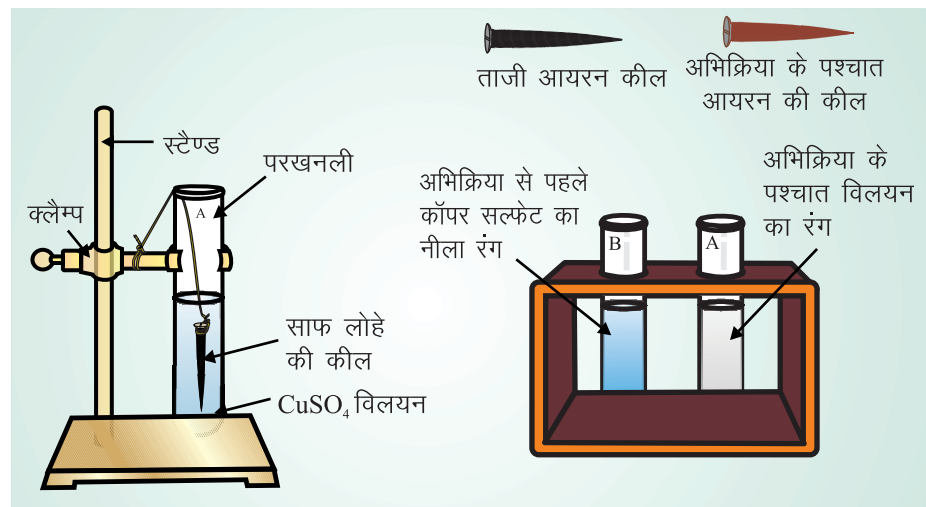 ताजी आयरन कील
अभिक्रिया के पश्चात
आयरन की कील
स्टैण्ड
परखनली
क्लैम्प
A
साफ लोहे
की कील
CuSO₄ विलयन
अभिक्रिया से पहले
कॉपर सल्फेट का
नीला रंग
अभिक्रिया के
पश्चात विलयन
का रंग
B
A